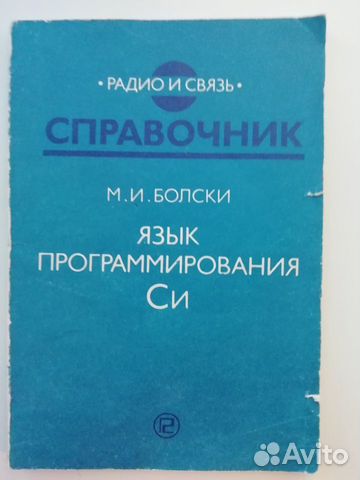 • РАДИО И СВЯЗЬ •
СПРАВОЧНИК
М. И. БОЛСКИ
ЯЗЫК
ПРОГРАММИРОВАНИЯ
Си
Avito